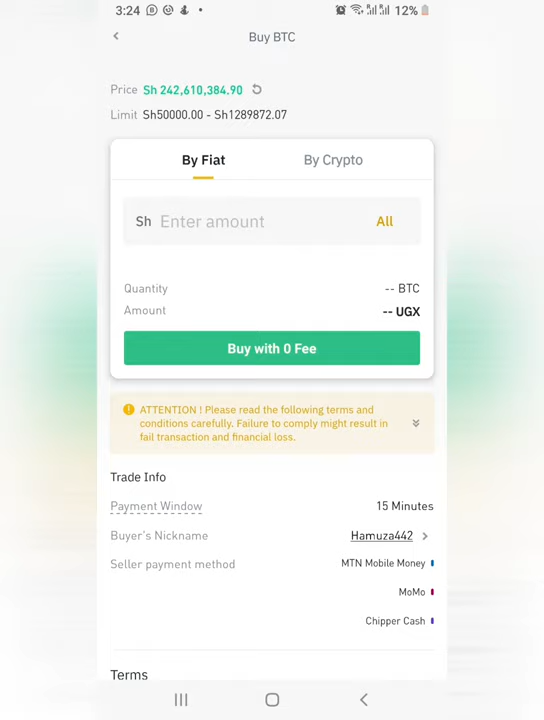 3:24 12%
Buy BTC
Price Sh 242,610,384.90
Limit Sh50000.00 - Sh1289872.07
By Fiat By Crypto
Sh Enter amount All
Quantity -- BTC
Amount -- UGX
Buy with 0 Fee
ATTENTION ! Please read the following terms and
conditions carefully. Failure to comply might result in
fail transaction and financial loss.
Trade Info
Payment Window 15 Minutes
Buyer's Nickname Hamuza442
Seller payment method MTN Mobile Money
MoMo
Chipper Cash
Terms